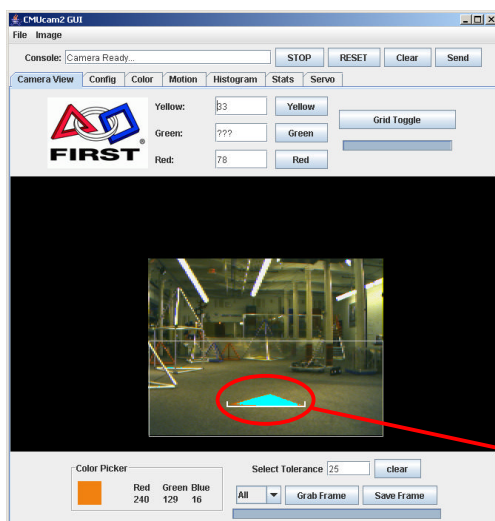 CMUcam2 GUI
File Image
Console: Camera Ready... STOP RESET Clear Send
Camera View Config Color Motion Histogram Stats Servo
Yellow: 33 Yellow
Grid Toggle
Green: ??? Green
FIRST
Red: 78 Red
Color Picker
Select Tolerance 25 clear
Red Green Blue
240 129 16
All Grab Frame Save Frame